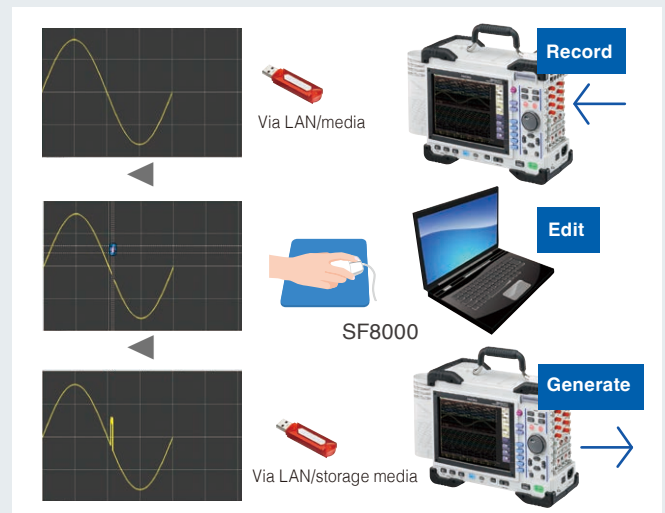 Record
Via LAN/media
Edit
SF8000
Generate
Via LAN/storage media